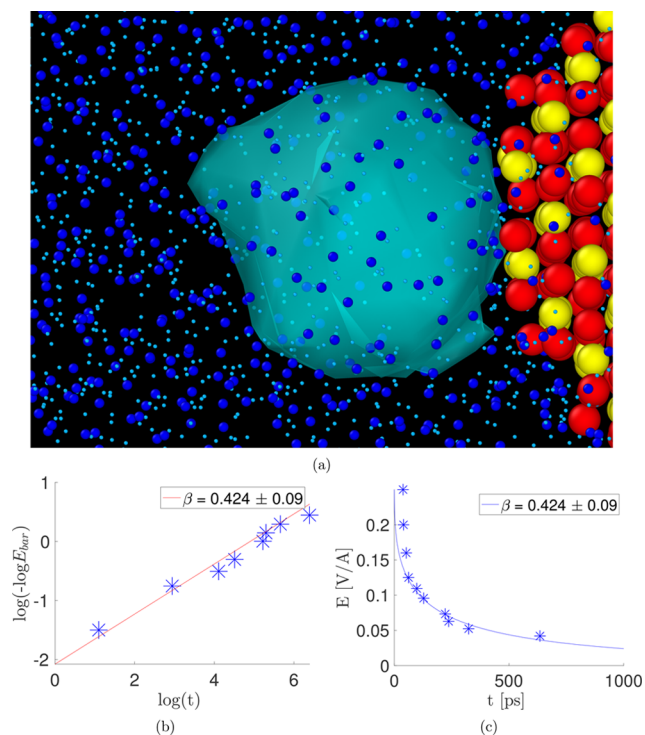 (a)
1
0
-1
-2
log(-logE_bar)
β = 0.424 ± 0.09
0 2 4 6
log(t)
(b)
0.2
0.15
0.1
0.05
0
E [V/A]
β = 0.424 ± 0.09
0 500 1000
t [ps]
(c)